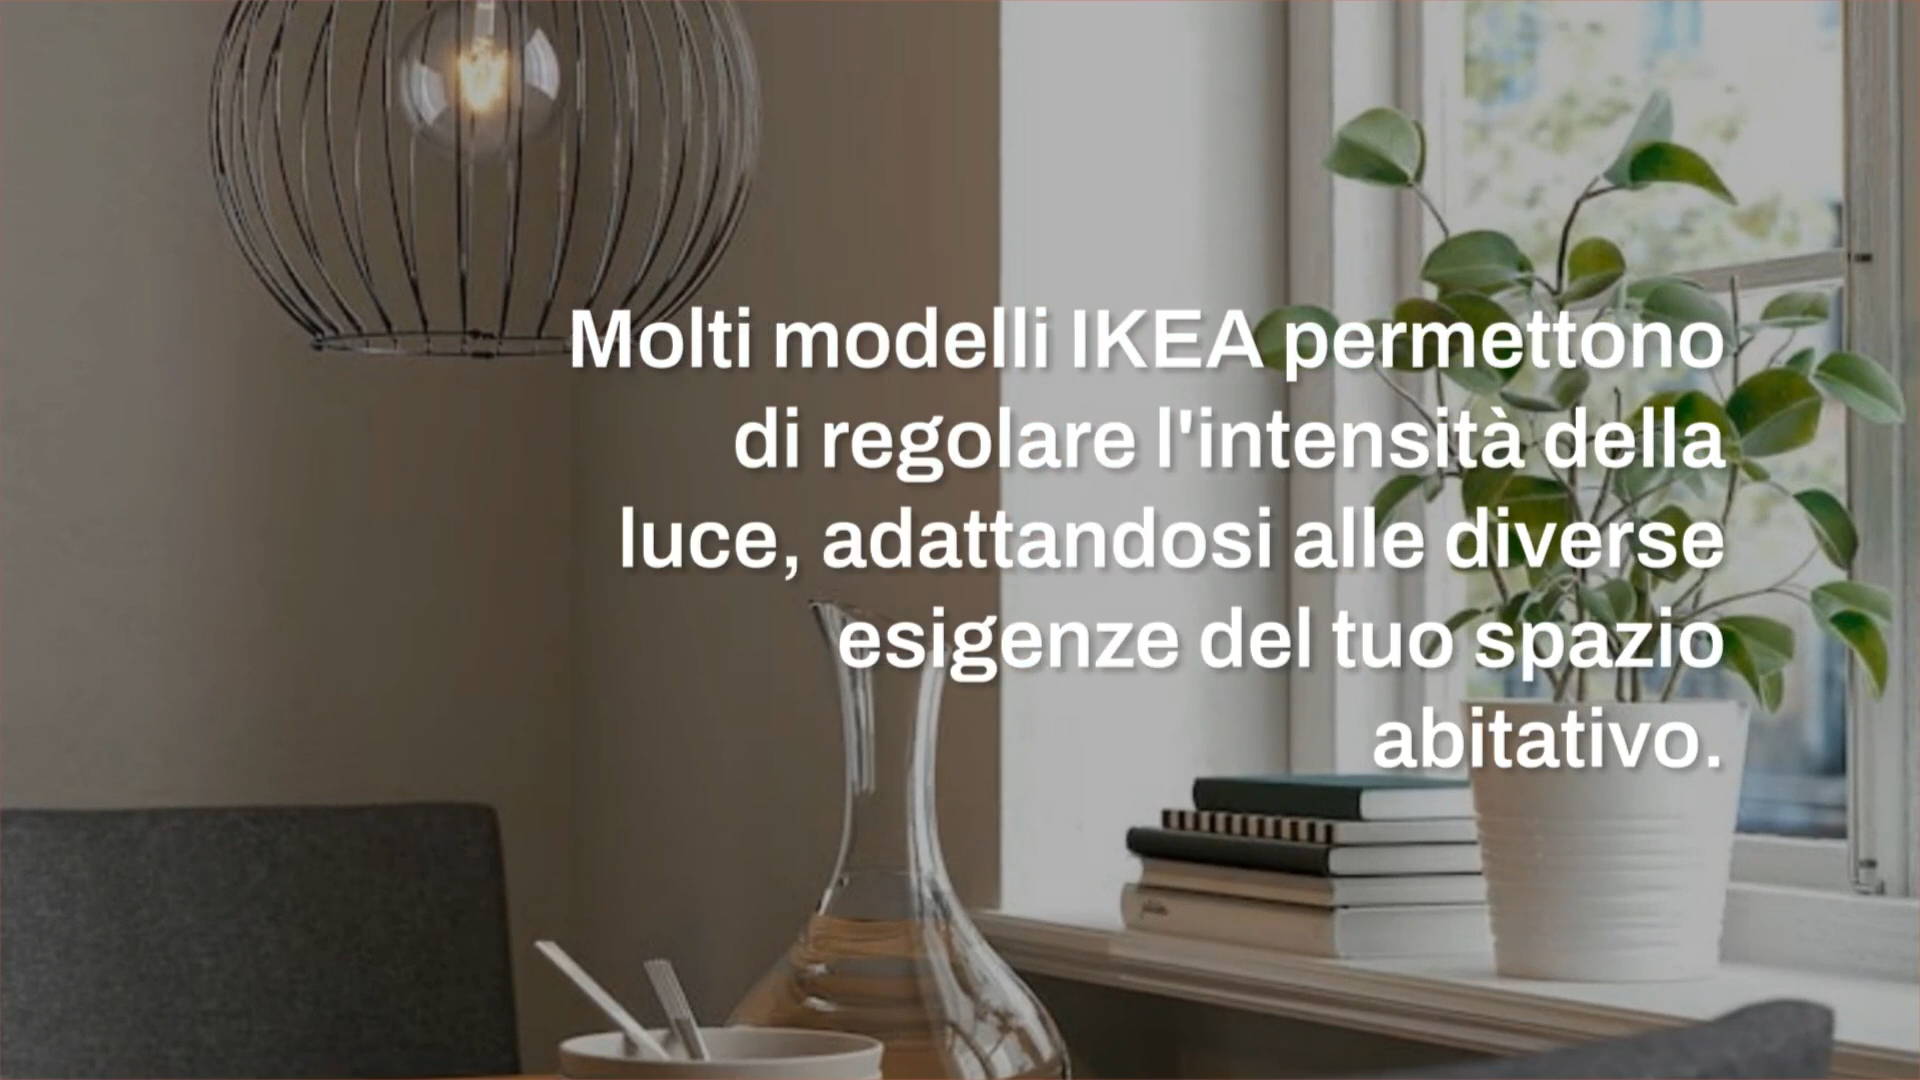 Molti modelli IKEA permettono
di regolare l'intensità della
luce, adattandosi alle diverse
esigenze del tuo spazio
abitativo.